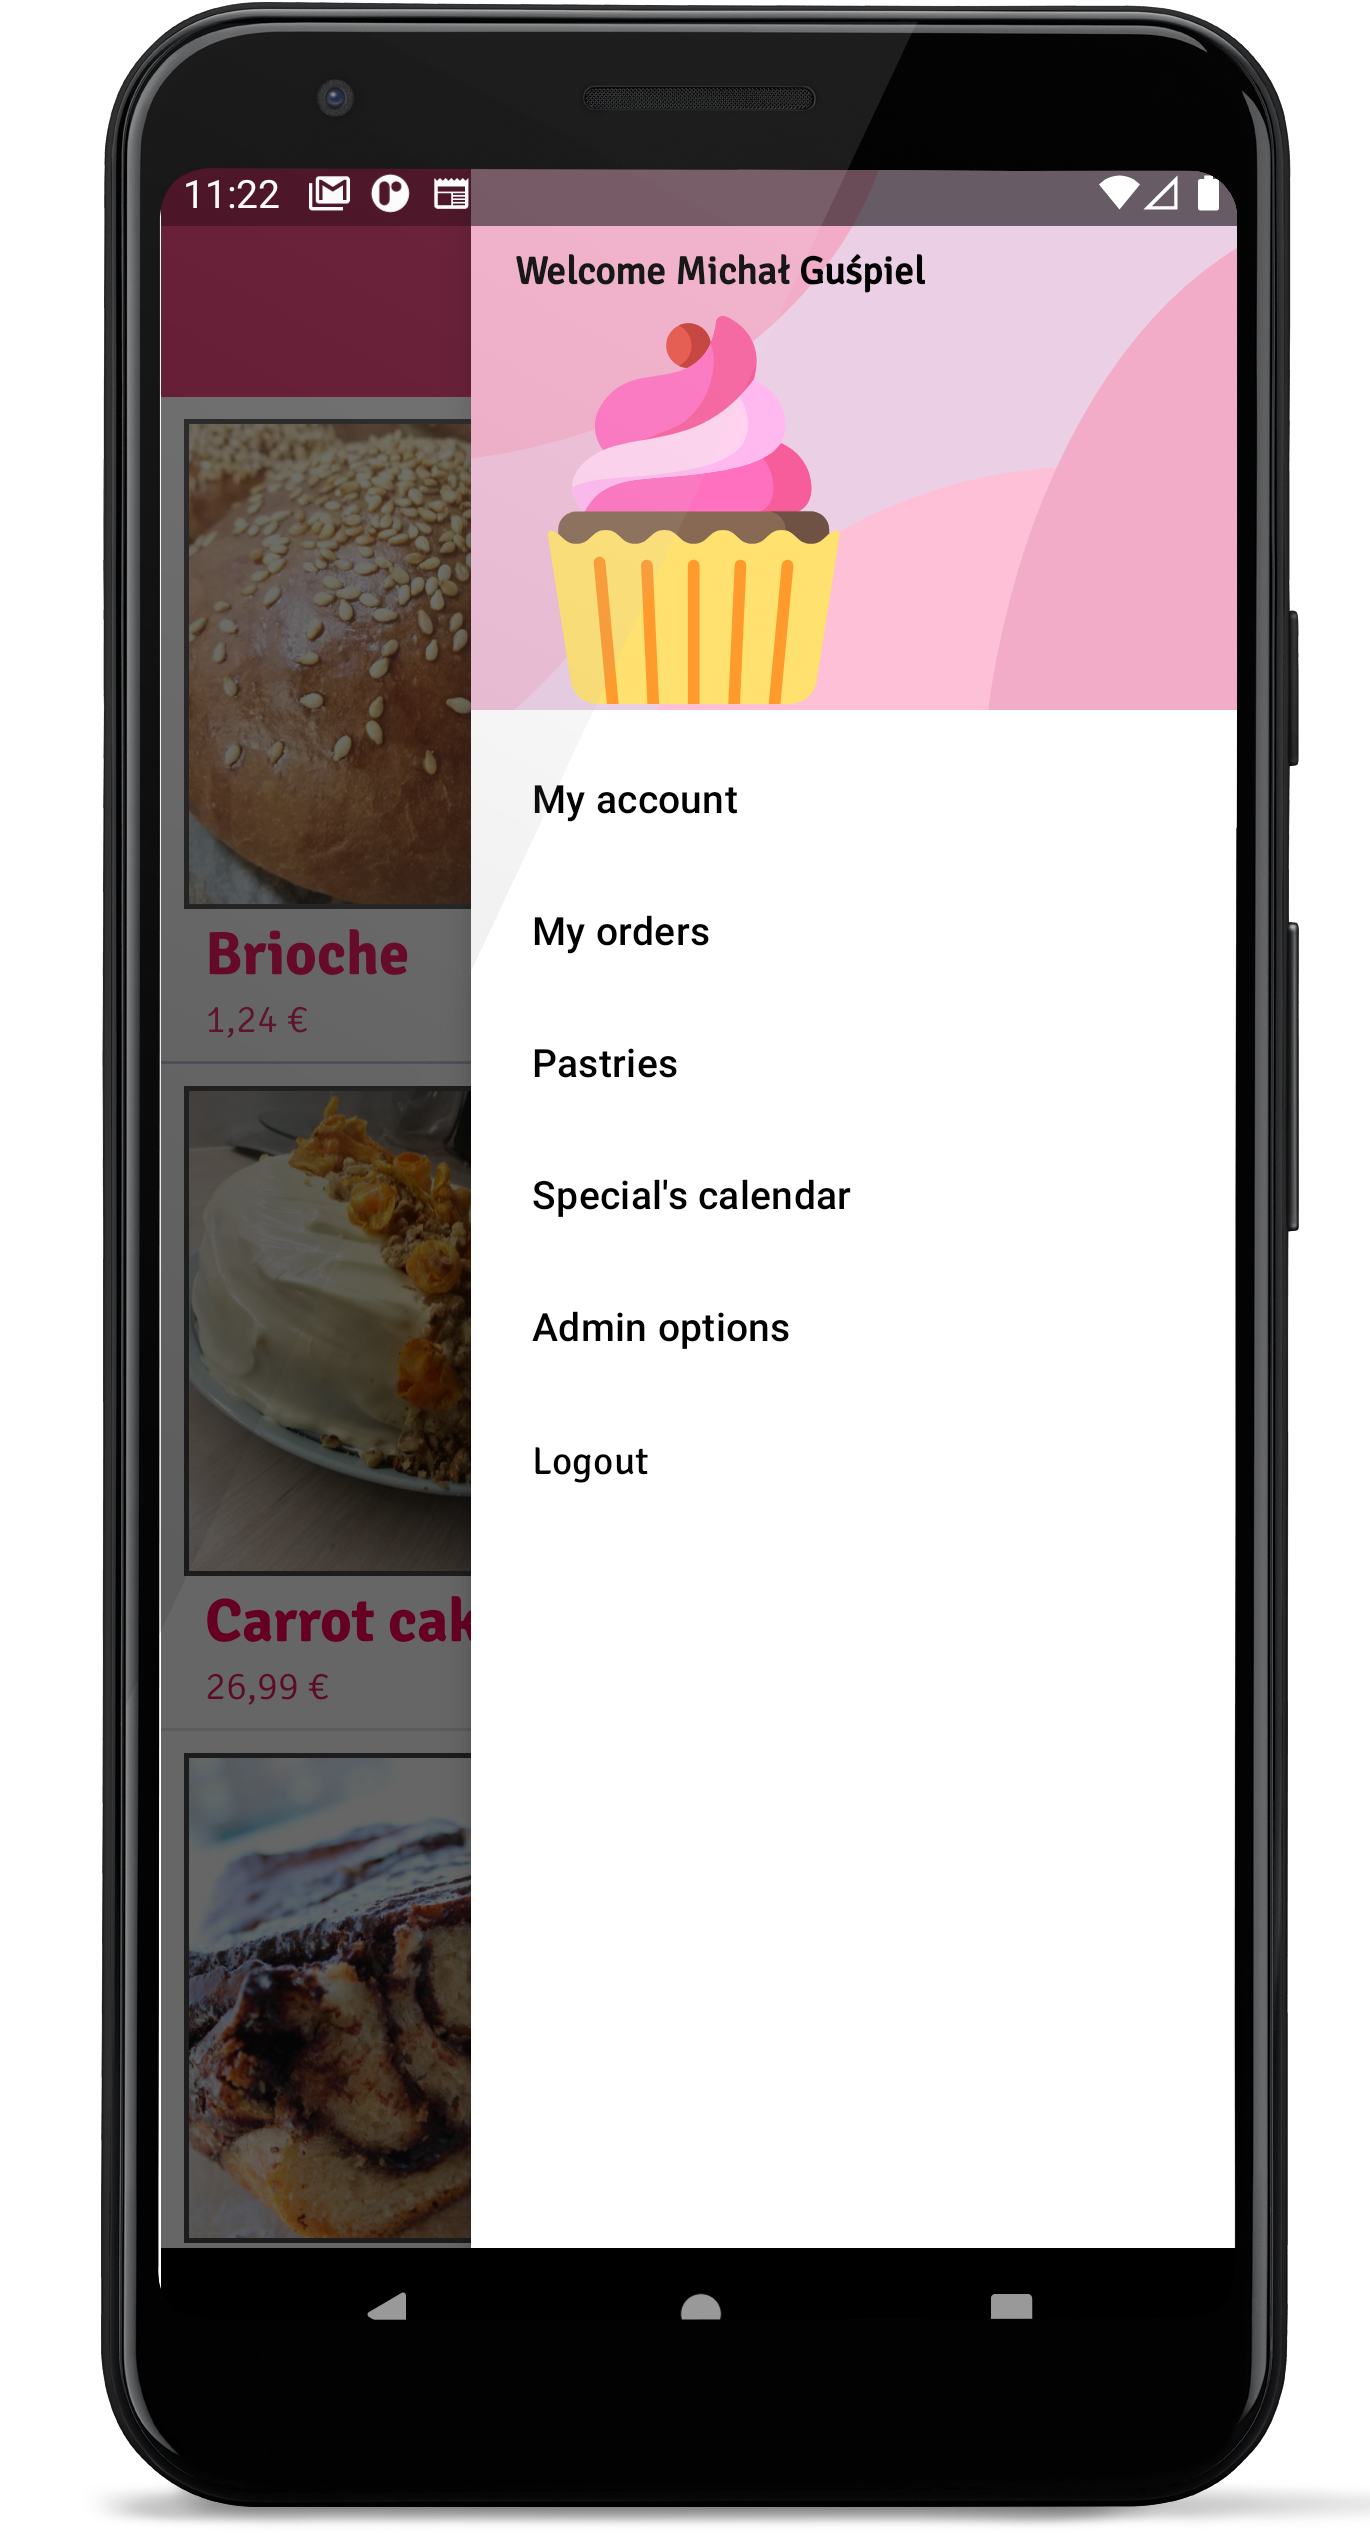 11:22
Welcome Michał Guśpiel
My account
My orders
Pastries
Special's calendar
Admin options
Logout
Brioche
1,24 €
Carrot cak
26,99 €